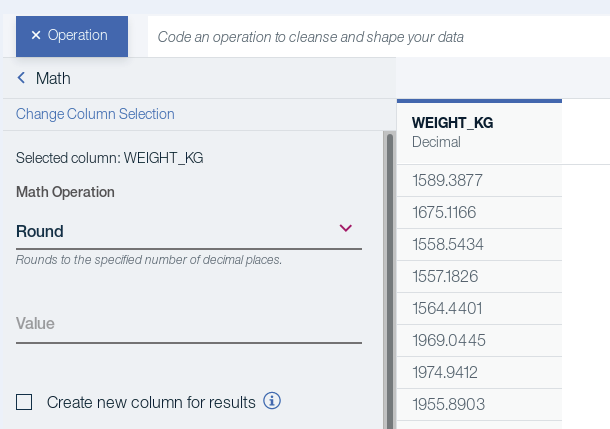 × Operation
Code an operation to cleanse and shape your data
Math
Change Column Selection
Selected column: WEIGHT_KG
Math Operation
Round
Rounds to the specified number of decimal places.
Value
Create new column for results
WEIGHT_KG
Decimal
1589.3877
1675.1166
1558.5434
1557.1826
1564.4401
1969.0445
1974.9412
1955.8903